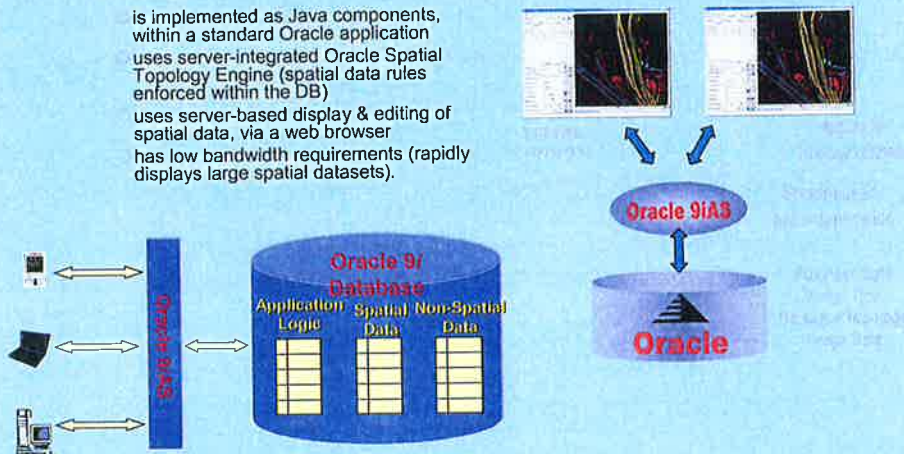 is implemented as Java components,
within a standard Oracle application
uses server-integrated Oracle Spatial
Topology Engine (spatial data rules
enforced within the DB)
uses server-based display & editing of
spatial data, via a web browser
has low bandwidth requirements (rapidly
displays large spatial datasets).
Oracle 9iAS
Oracle
Oracle 9iAS
Oracle 9i
Database
Application
Logic
Spatial
Data
Non-Spatial
Data